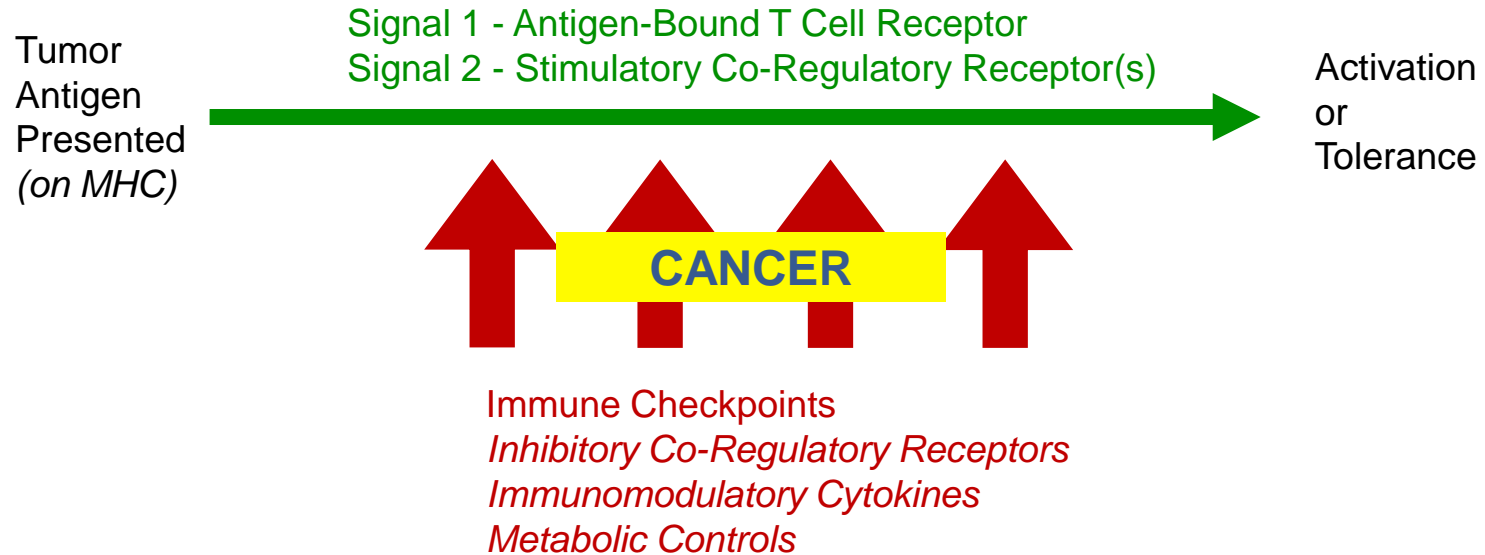 Signal 1 - Antigen-Bound T Cell Receptor
Signal 2 - Stimulatory Co-Regulatory Receptor(s)
Tumor
Antigen
Presented
(on MHC)
Activation
or
Tolerance
CANCER
Immune Checkpoints
Inhibitory Co-Regulatory Receptors
Immunomodulatory Cytokines
Metabolic Controls